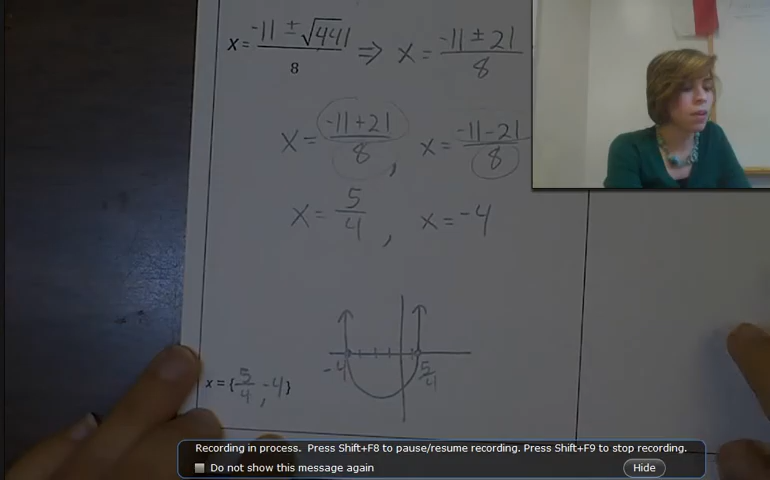 x = (-11 ± √441)/8 ⇒ x = (-11 ± 21)/8
x = (-11+21)/8 , x = (-11-21)/8
x = 5/4 , x = -4
-4 5/4
x = {5/4, -4}
Recording in process. Press Shift+F8 to pause/resume recording. Press Shift+F9 to stop recording.
Do not show this message again
Hide